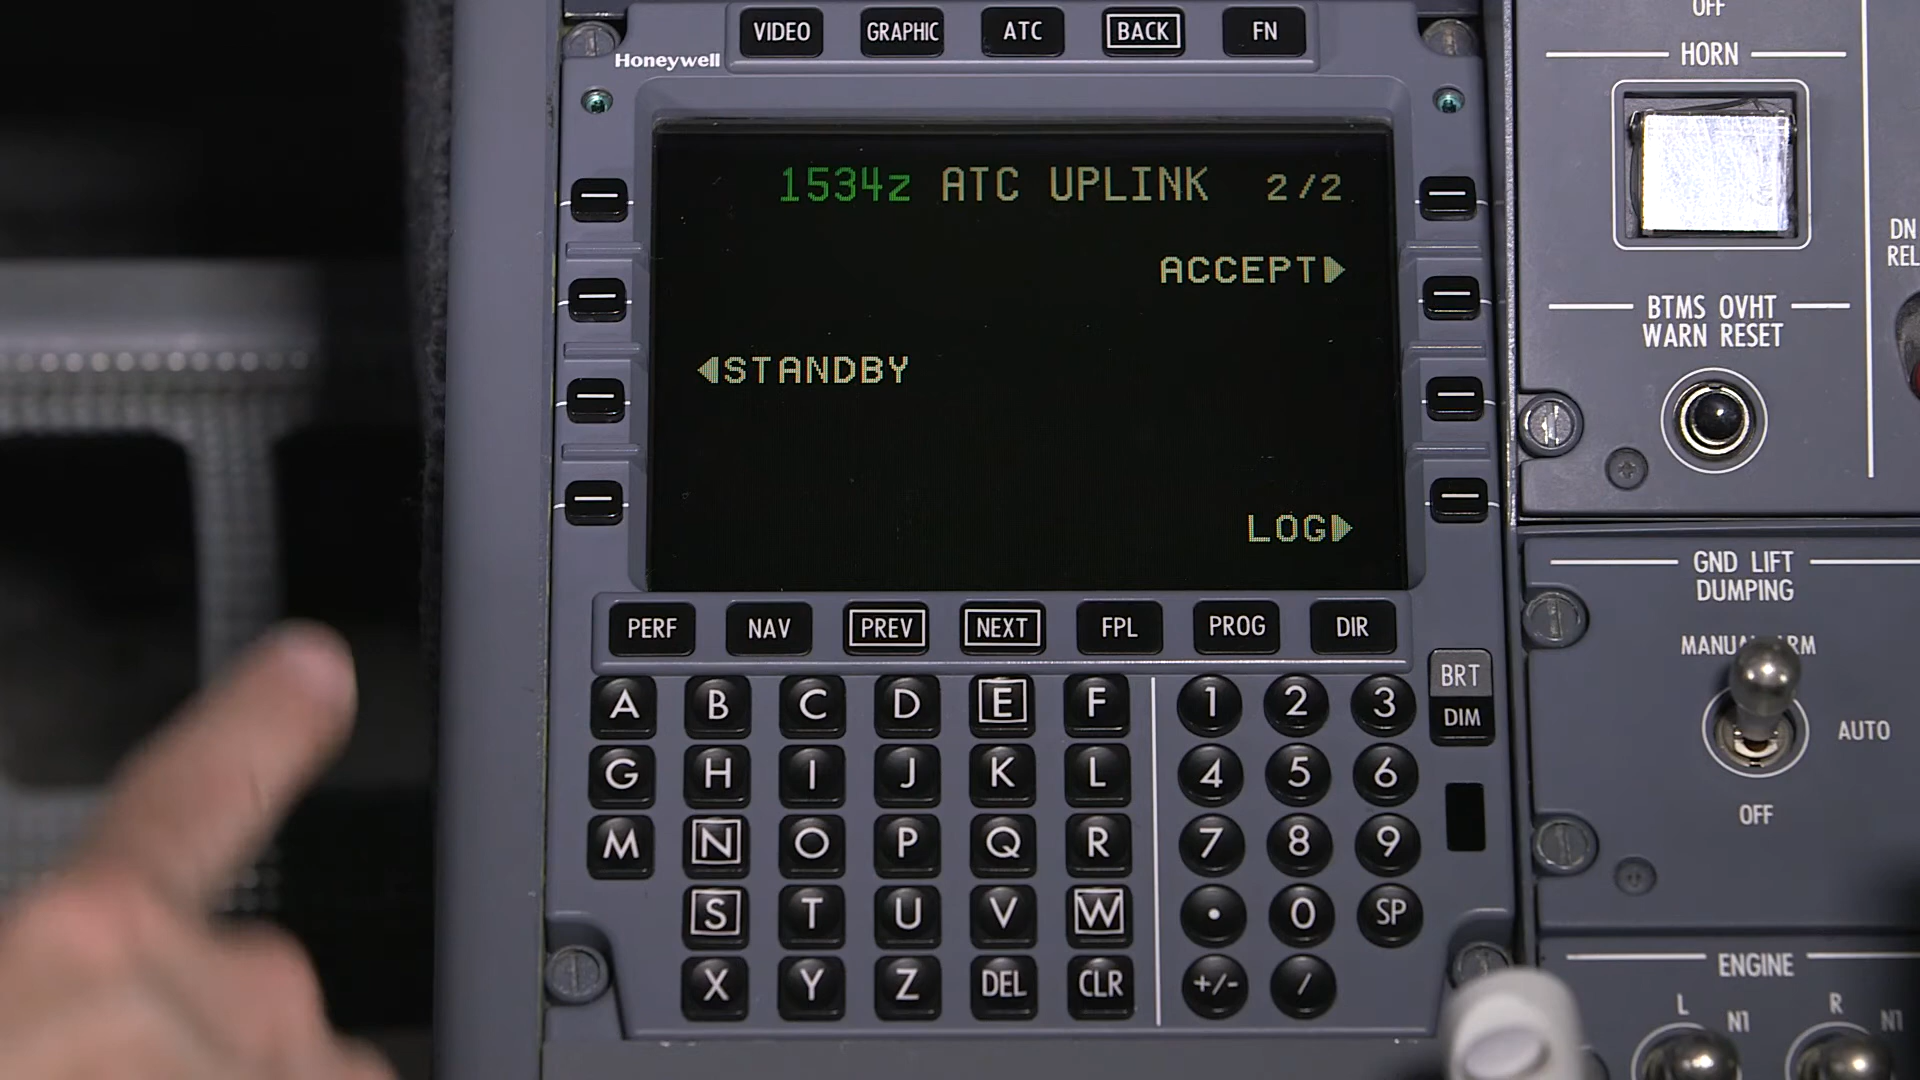 VIDEO GRAPHIC ATC BACK FN
Honeywell
1534z ATC UPLINK 2/2
ACCEPT
STANDBY
LOG
PERF NAV PREV NEXT FPL PROG DIR
BRT
DIM
A B C D E F 1 2 3
G H I J K L 4 5 6
M N O P Q R 7 8 9
S T U V W • 0 SP
X Y Z DEL CLR +/- /
OFF
HORN
DN
REL
BTMS OVHT
WARN RESET
GND LIFT
DUMPING
AUTO
OFF
ENGINE
L N1 R N1